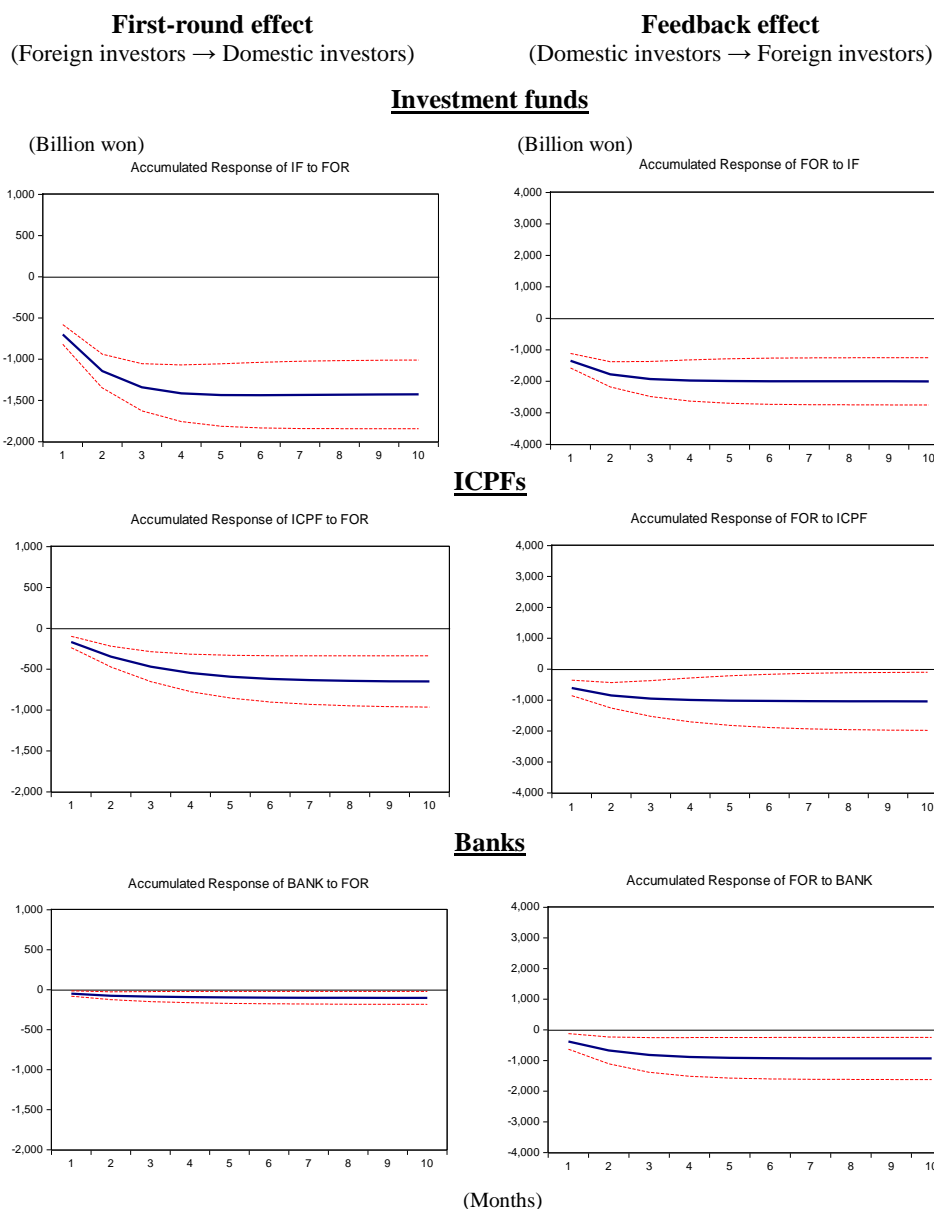 First-round effect
(Foreign investors → Domestic investors)
Feedback effect
(Domestic investors → Foreign investors)
Investment funds
(Billion won)
Accumulated Response of IF to FOR
1,000
500
0
-500
-1,000
-1,500
-2,000
1 2 3 4 5 6 7 8 9 10
(Billion won)
Accumulated Response of FOR to IF
4,000
3,000
2,000
1,000
0
-1,000
-2,000
-3,000
-4,000
1 2 3 4 5 6 7 8 9 10
ICPFs
Accumulated Response of ICPF to FOR
1,000
500
0
-500
-1,000
-1,500
-2,000
1 2 3 4 5 6 7 8 9 10
Accumulated Response of FOR to ICPF
4,000
3,000
2,000
1,000
0
-1,000
-2,000
-3,000
-4,000
1 2 3 4 5 6 7 8 9 10
Banks
Accumulated Response of BANK to FOR
1,000
500
0
-500
-1,000
-1,500
-2,000
1 2 3 4 5 6 7 8 9 10
Accumulated Response of FOR to BANK
4,000
3,000
2,000
1,000
0
-1,000
-2,000
-3,000
-4,000
1 2 3 4 5 6 7 8 9 10
(Months)